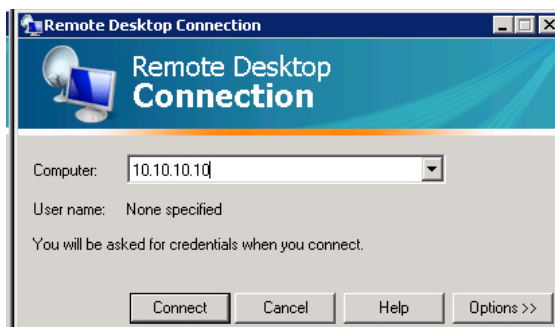 Remote Desktop Connection
Remote Desktop
Connection
Computer: 10.10.10.10
User name: None specified
You will be asked for credentials when you connect.
Connect Cancel Help Options >>